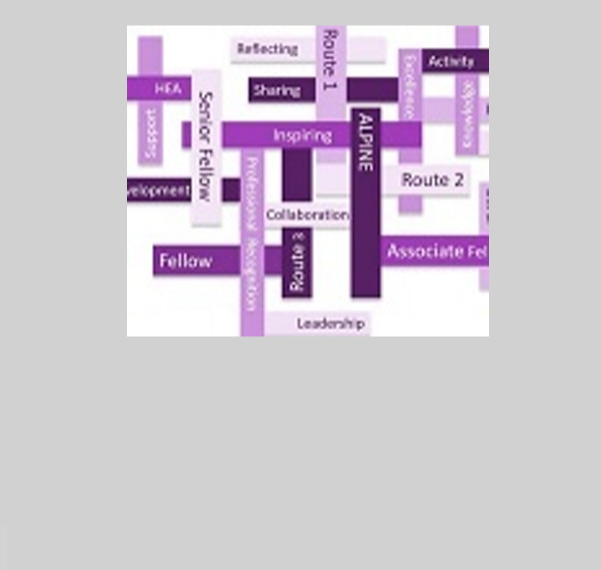 Reflecting
Route 1
Activity
HEA
Sharing
Excellence
Knowledge
Support
Senior Fellow
Inspiring
ALPINE
velopment
Professional Recognition
Route 2
Collaboration
Route 3
Fellow
Associate Fel
Leadership